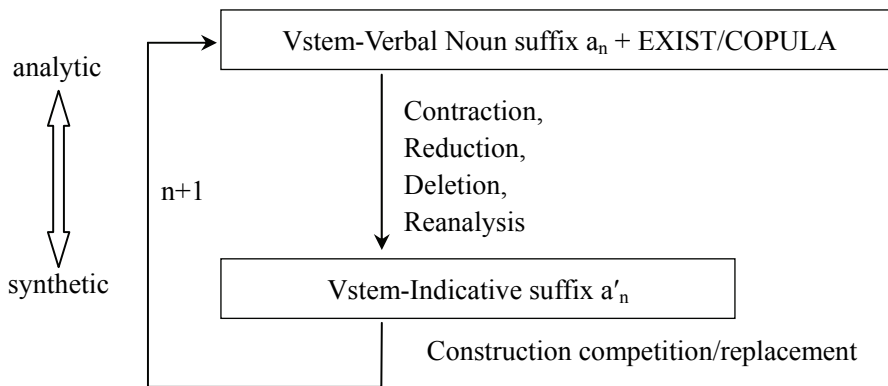 Vstem-Verbal Noun suffix aₙ + EXIST/COPULA
analytic
Contraction,
Reduction,
n+1
Deletion,
Reanalysis
synthetic
Vstem-Indicative suffix a′ₙ
Construction competition/replacement